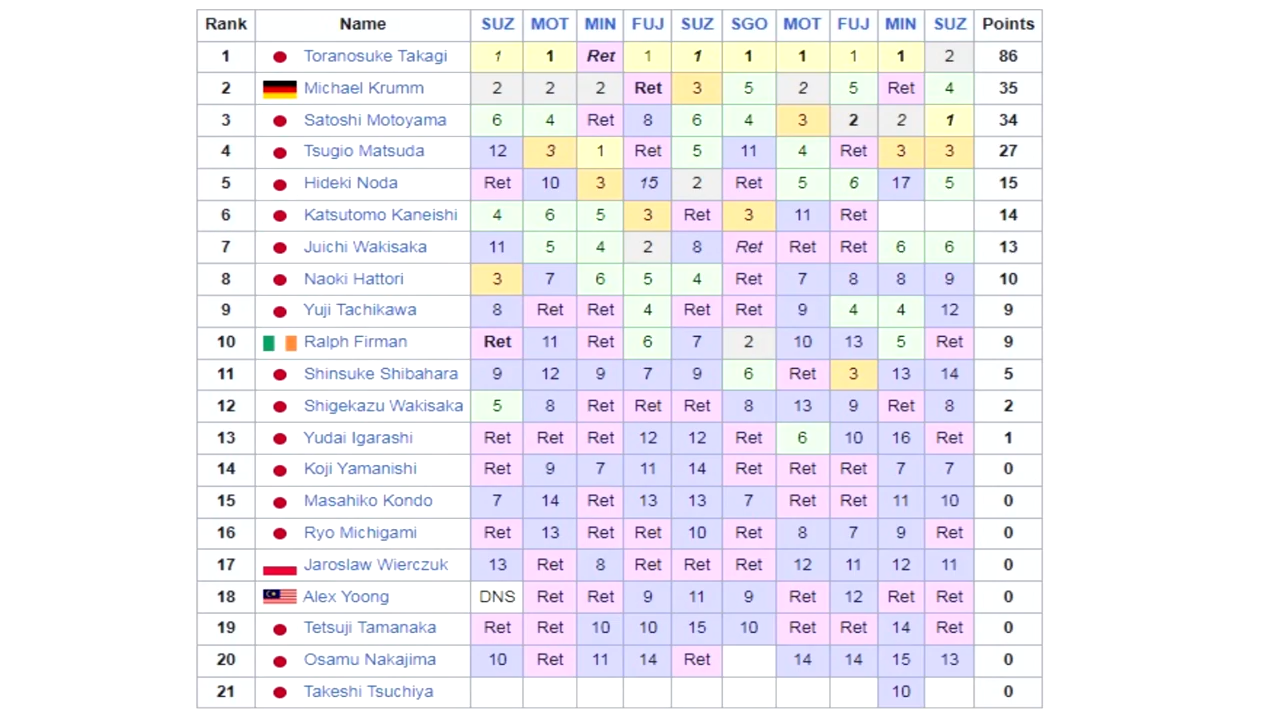 Rank Name SUZ MOT MIN FUJ SUZ SGO MOT FUJ MIN SUZ Points
1 Toranosuke Takagi 1 1 Ret 1 1 1 1 1 1 2 86
2 Michael Krumm 2 2 2 Ret 3 5 2 5 Ret 4 35
3 Satoshi Motoyama 6 4 Ret 8 6 4 3 2 2 1 34
4 Tsugio Matsuda 12 3 1 Ret 5 11 4 Ret 3 3 27
5 Hideki Noda Ret 10 3 15 2 Ret 5 6 17 5 15
6 Katsutomo Kaneishi 4 6 5 3 Ret 3 11 Ret 14
7 Juichi Wakisaka 11 5 4 2 8 Ret Ret Ret 6 6 13
8 Naoki Hattori 3 7 6 5 4 Ret 7 8 8 9 10
9 Yuji Tachikawa 8 Ret Ret 4 Ret Ret 9 4 4 12 9
10 Ralph Firman Ret 11 Ret 6 7 2 10 13 5 Ret 9
11 Shinsuke Shibahara 9 12 9 7 9 6 Ret 3 13 14 5
12 Shigekazu Wakisaka 5 8 Ret Ret Ret 8 13 9 Ret 8 2
13 Yudai Igarashi Ret Ret Ret 12 12 Ret 6 10 16 Ret 1
14 Koji Yamanishi Ret 9 7 11 14 Ret Ret Ret 7 7 0
15 Masahiko Kondo 7 14 Ret 13 13 7 Ret Ret 11 10 0
16 Ryo Michigami Ret 13 Ret Ret 10 Ret 8 7 9 Ret 0
17 Jaroslaw Wierczuk 13 Ret 8 Ret Ret Ret 12 11 12 11 0
18 Alex Yoong DNS Ret Ret 9 11 9 Ret 12 Ret Ret 0
19 Tetsuji Tamanaka Ret Ret 10 10 15 10 Ret Ret 14 Ret 0
20 Osamu Nakajima 10 Ret 11 14 Ret 14 14 15 13 0
21 Takeshi Tsuchiya 10 0